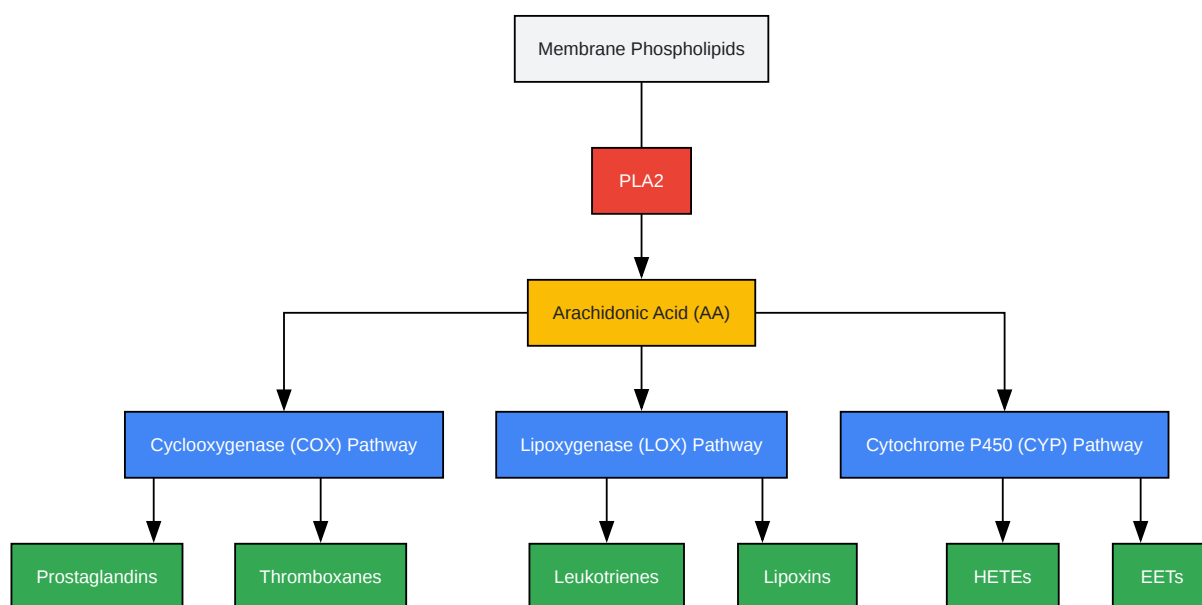 Membrane Phospholipids
PLA2
Arachidonic Acid (AA)
Cyclooxygenase (COX) Pathway
Lipoxygenase (LOX) Pathway
Cytochrome P450 (CYP) Pathway
Prostaglandins
Thromboxanes
Leukotrienes
Lipoxins
HETEs
EETs